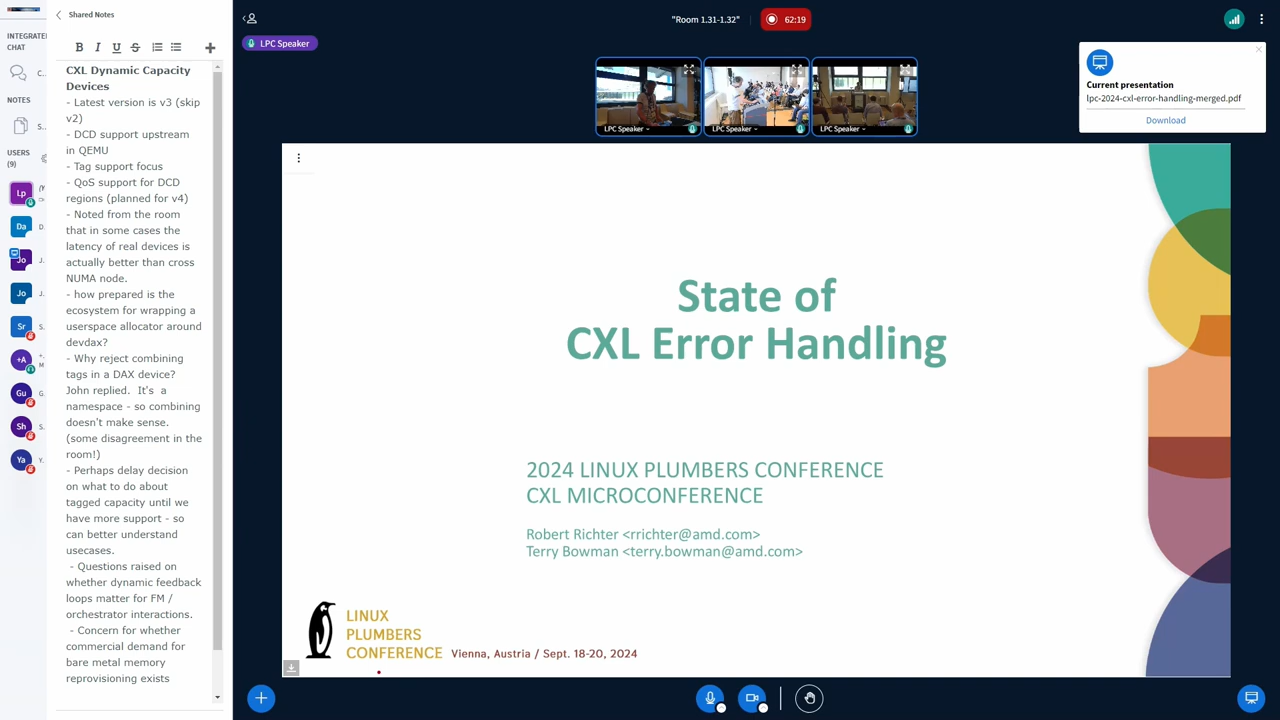 INTEGRATE
CHAT
C..
NOTES
S..
USERS
(9)
Lp
Da
D.
Jo
J.
Jo
J.
Sr
S.
+A
Gu
G.
Sh
S.
Ya
Y.
Shared Notes
B I U S
CXL Dynamic Capacity
Devices
- Latest version is v3 (skip
v2)
- DCD support upstream
in QEMU
- Tag support focus
- QoS support for DCD
regions (planned for v4)
- Noted from the room
that in some cases the
latency of real devices is
actually better than cross
NUMA node.
- how prepared is the
ecosystem for wrapping a
userspace allocator around
devdax?
- Why reject combining
tags in a DAX device?
John replied. It's a
namespace - so combining
doesn't make sense.
(some disagreement in the
room!)
- Perhaps delay decision
on what to do about
tagged capacity until we
have more support - so
can better understand
usecases.
- Questions raised on
whether dynamic feedback
loops matter for FM /
orchestrator interactions.
- Concern for whether
commercial demand for
bare metal memory
reprovisioning exists
"Room 1.31-1.32"
62:19
LPC Speaker
LPC Speaker
LPC Speaker
LPC Speaker
Current presentation
lpc-2024-cxl-error-handling-merged.pdf
Download
State of
CXL Error Handling
2024 LINUX PLUMBERS CONFERENCE
CXL MICROCONFERENCE
Robert Richter <rrichter@amd.com>
Terry Bowman <terry.bowman@amd.com>
LINUX
PLUMBERS
CONFERENCE
Vienna, Austria / Sept. 18-20, 2024